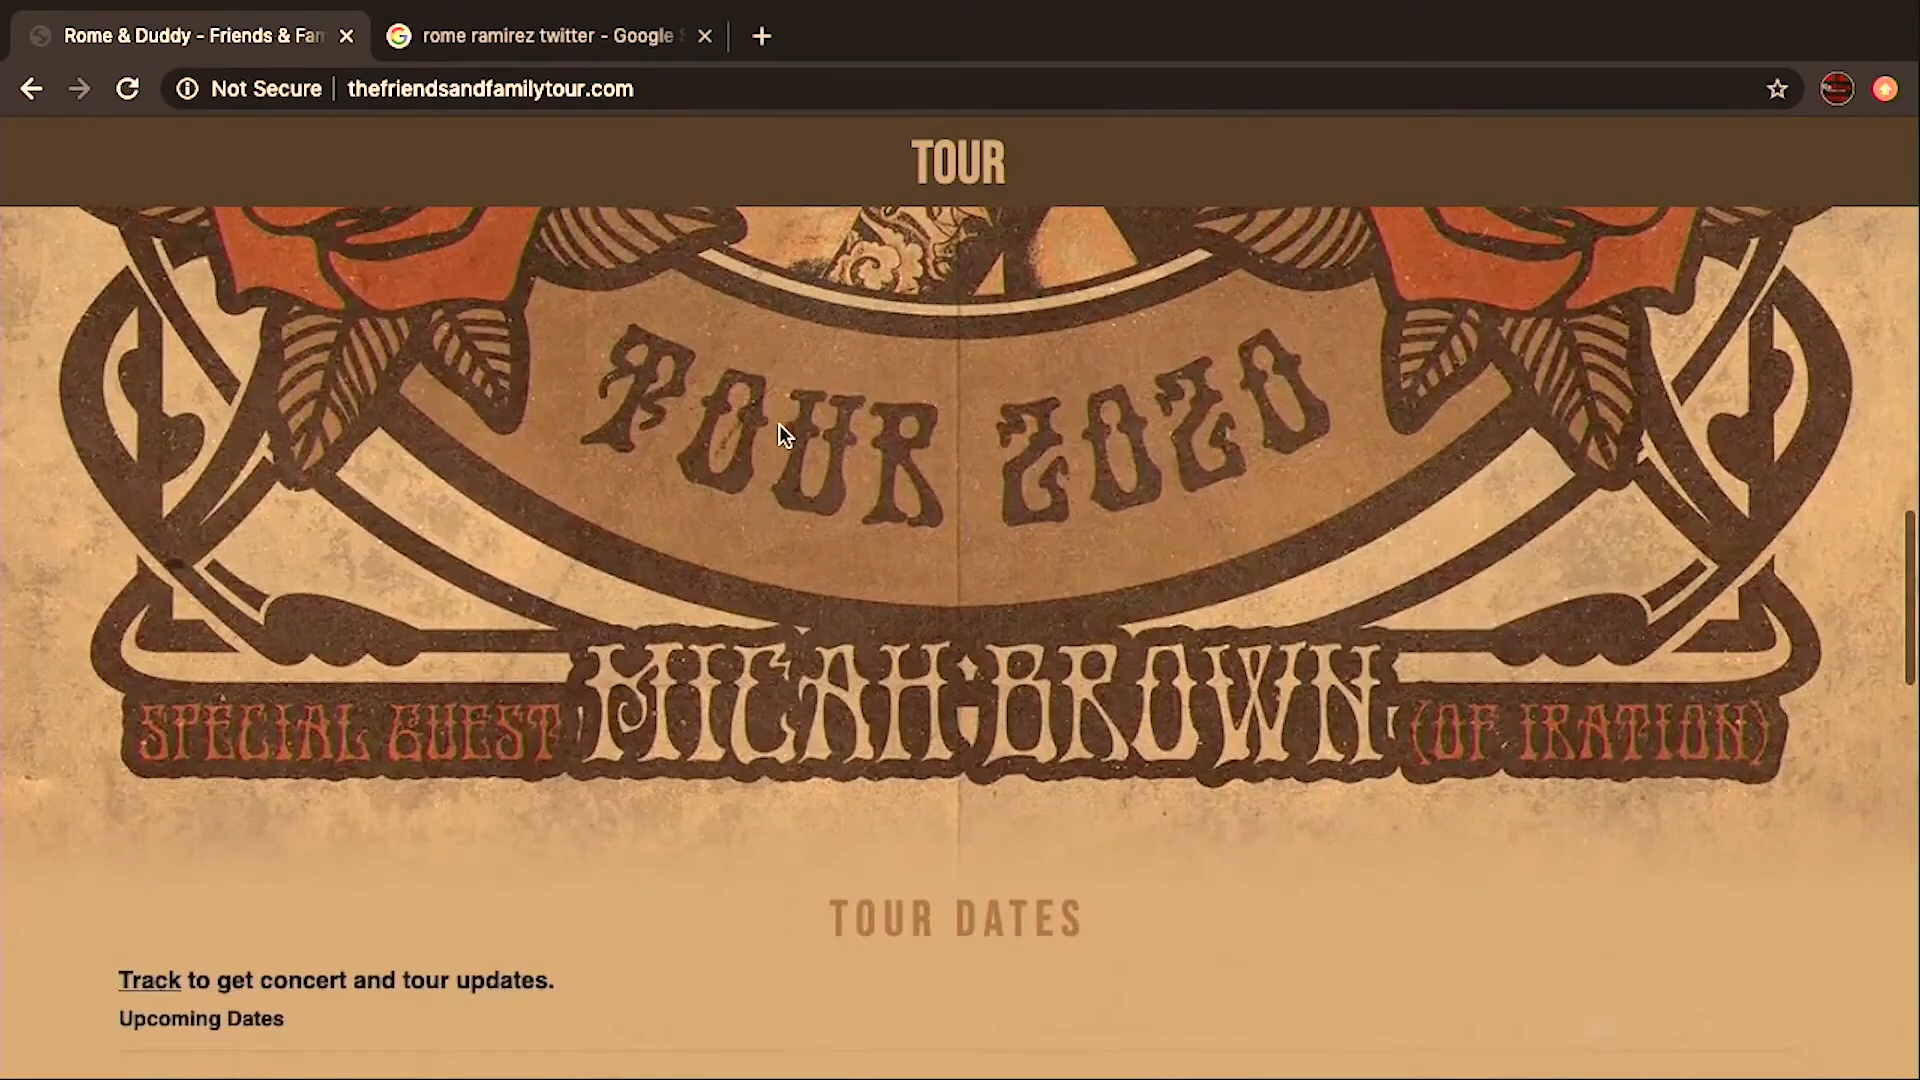 Rome & Duddy - Friends & Fam
rome ramirez twitter - Google S
Not Secure
thefriendsandfamilytour.com
TOUR
TOUR 2020
SPECIAL GUEST MICAH·BROWN (OF IRATION)
TOUR DATES
Track to get concert and tour updates.
Upcoming Dates